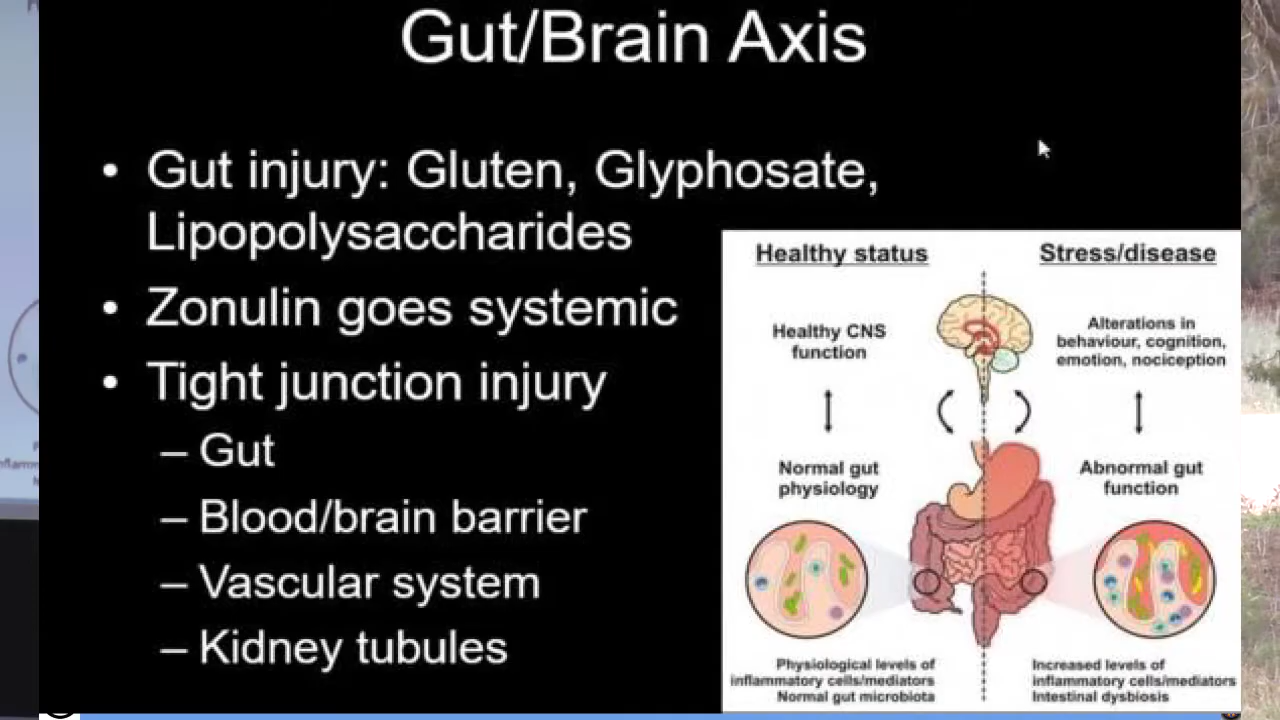 Gut/Brain Axis
• Gut injury: Gluten, Glyphosate,
Lipopolysaccharides
• Zonulin goes systemic
• Tight junction injury
– Gut
– Blood/brain barrier
– Vascular system
– Kidney tubules
Healthy status
Stress/disease
Healthy CNS
function
Alterations in
behaviour, cognition,
emotion, nociception
Normal gut
physiology
Abnormal gut
function
Physiological levels of
inflammatory cells/mediators
Normal gut microbiota
Increased levels of
inflammatory cells/mediators
Intestinal dysbiosis